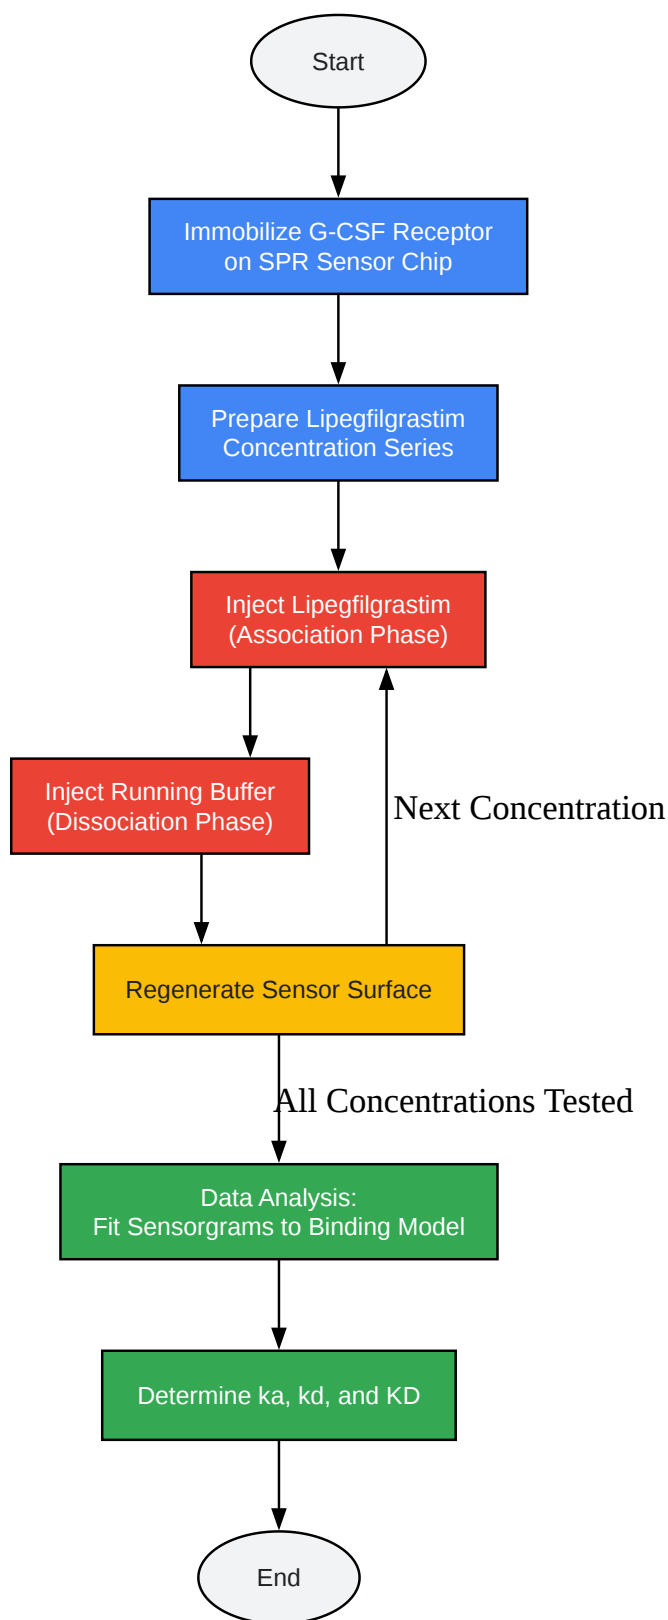 Start
Immobilize G-CSF Receptor
on SPR Sensor Chip
Prepare Lipegfilgrastim
Concentration Series
Inject Lipegfilgrastim
(Association Phase)
Inject Running Buffer
(Dissociation Phase)
Next Concentration
Regenerate Sensor Surface
All Concentrations Tested
Data Analysis:
Fit Sensorgrams to Binding Model
Determine ka, kd, and KD
End